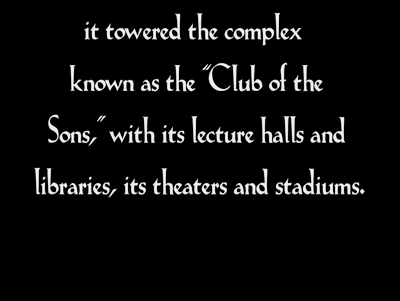 it towered the complex
known as the “Club of the
Sons,” with its lecture halls and
libraries, its theaters and stadiums.